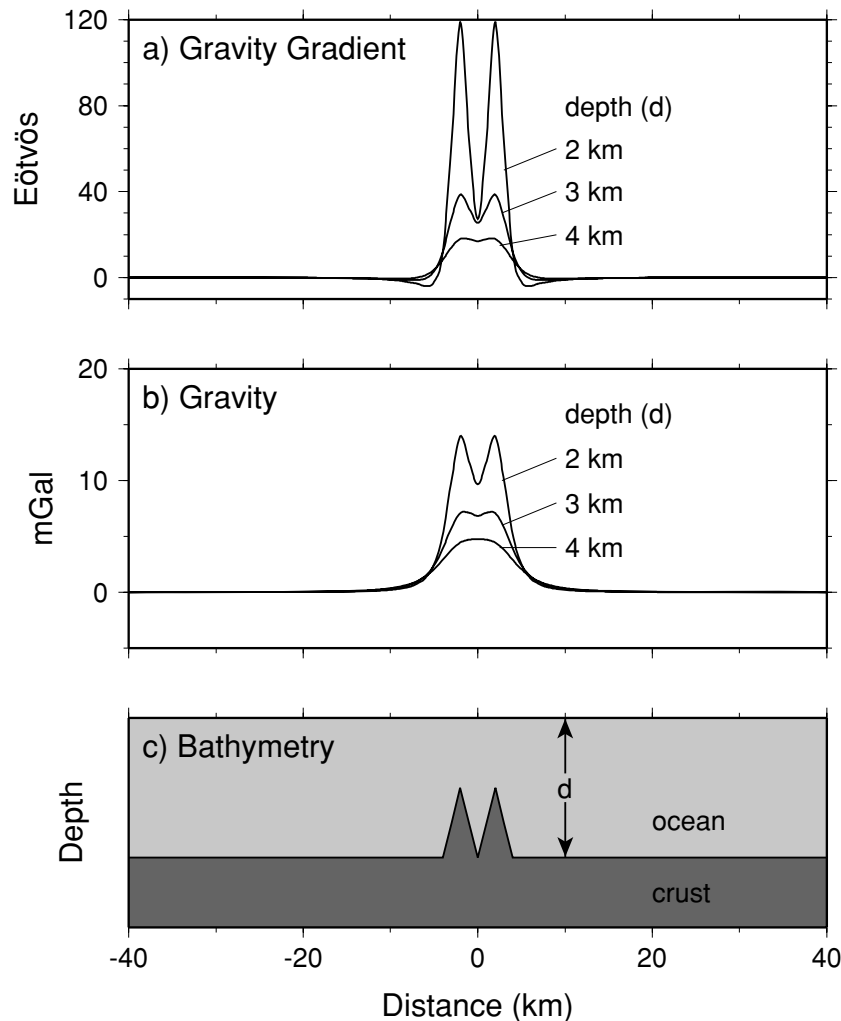 120
80
40
0
Eötvös
a) Gravity Gradient
depth (d)
2 km
3 km
4 km
20
10
0
mGal
b) Gravity
depth (d)
2 km
3 km
4 km
Depth
c) Bathymetry
d
ocean
crust
-40 -20 0 20 40
Distance (km)